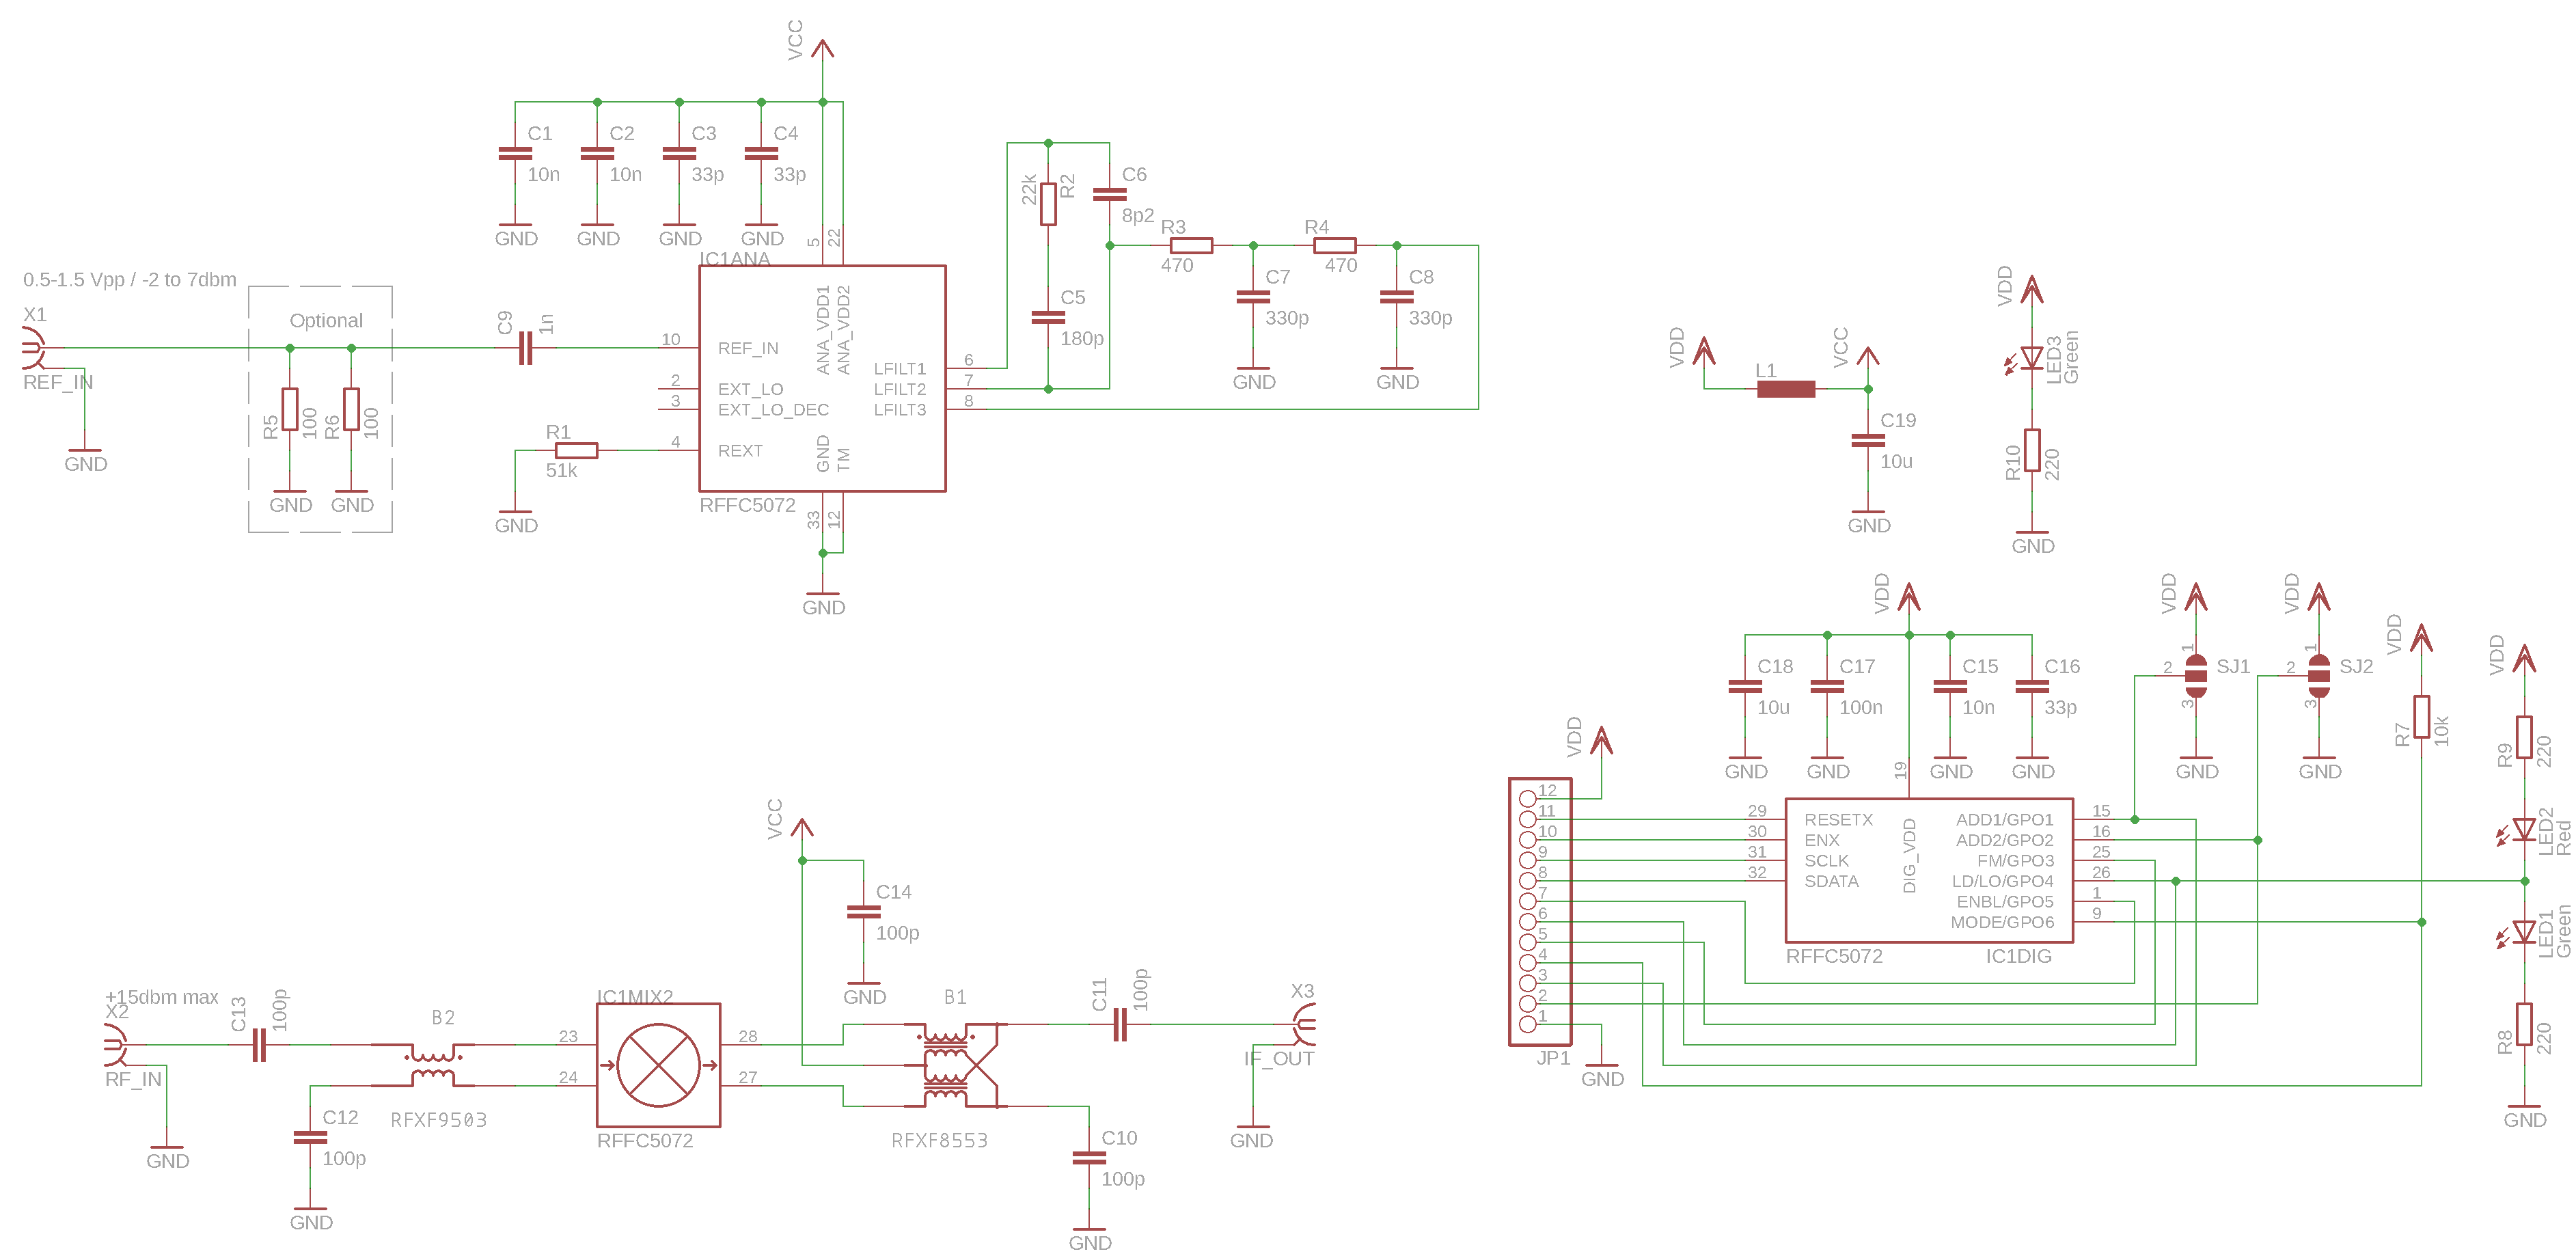 VCC
C1
10n
GND
C2
10n
GND
C3
33p
GND
C4
33p
GND
0.5-1.5 Vpp / -2 to 7dbm
X1
REF_IN
GND
Optional
R5
100
GND
R6
100
GND
C9
1n
R1
51k
GND
IC1ANA
5
22
ANA_VDD1
ANA_VDD2
10
REF_IN
2
EXT_LO
3
EXT_LO_DEC
4
REXT
GND
TM
LFILT1
6
LFILT2
7
LFILT3
8
RFFC5072
33
12
GND
22k
R2
C6
8p2
C5
180p
R3
470
R4
470
C7
330p
GND
C8
330p
GND
VDD
L1
VCC
C19
10u
GND
VDD
LED3
Green
R10
220
GND
+15dbm max
X2
RF_IN
GND
C13
100p
C12
100p
GND
B2
RFXF9503
23
24
IC1MIX2
RFFC5072
28
27
VCC
C14
100p
GND
B1
RFXF8553
C11
100p
C10
100p
GND
X3
IF_OUT
GND
VDD
C18
10u
GND
C17
100n
GND
C15
10n
GND
C16
33p
GND
VDD
1
2
SJ1
3
GND
VDD
1
2
SJ2
3
GND
VDD
R7
10k
VDD
R9
220
LED2
Red
LED1
Green
R8
220
GND
VDD
12
11
10
9
8
7
6
5
4
3
2
1
JP1
GND
19
DIG_VDD
29
RESETX
30
ENX
31
SCLK
32
SDATA
ADD1/GPO1
15
ADD2/GPO2
16
FM/GPO3
25
LD/LO/GPO4
26
ENBL/GPO5
1
MODE/GPO6
9
RFFC5072
IC1DIG